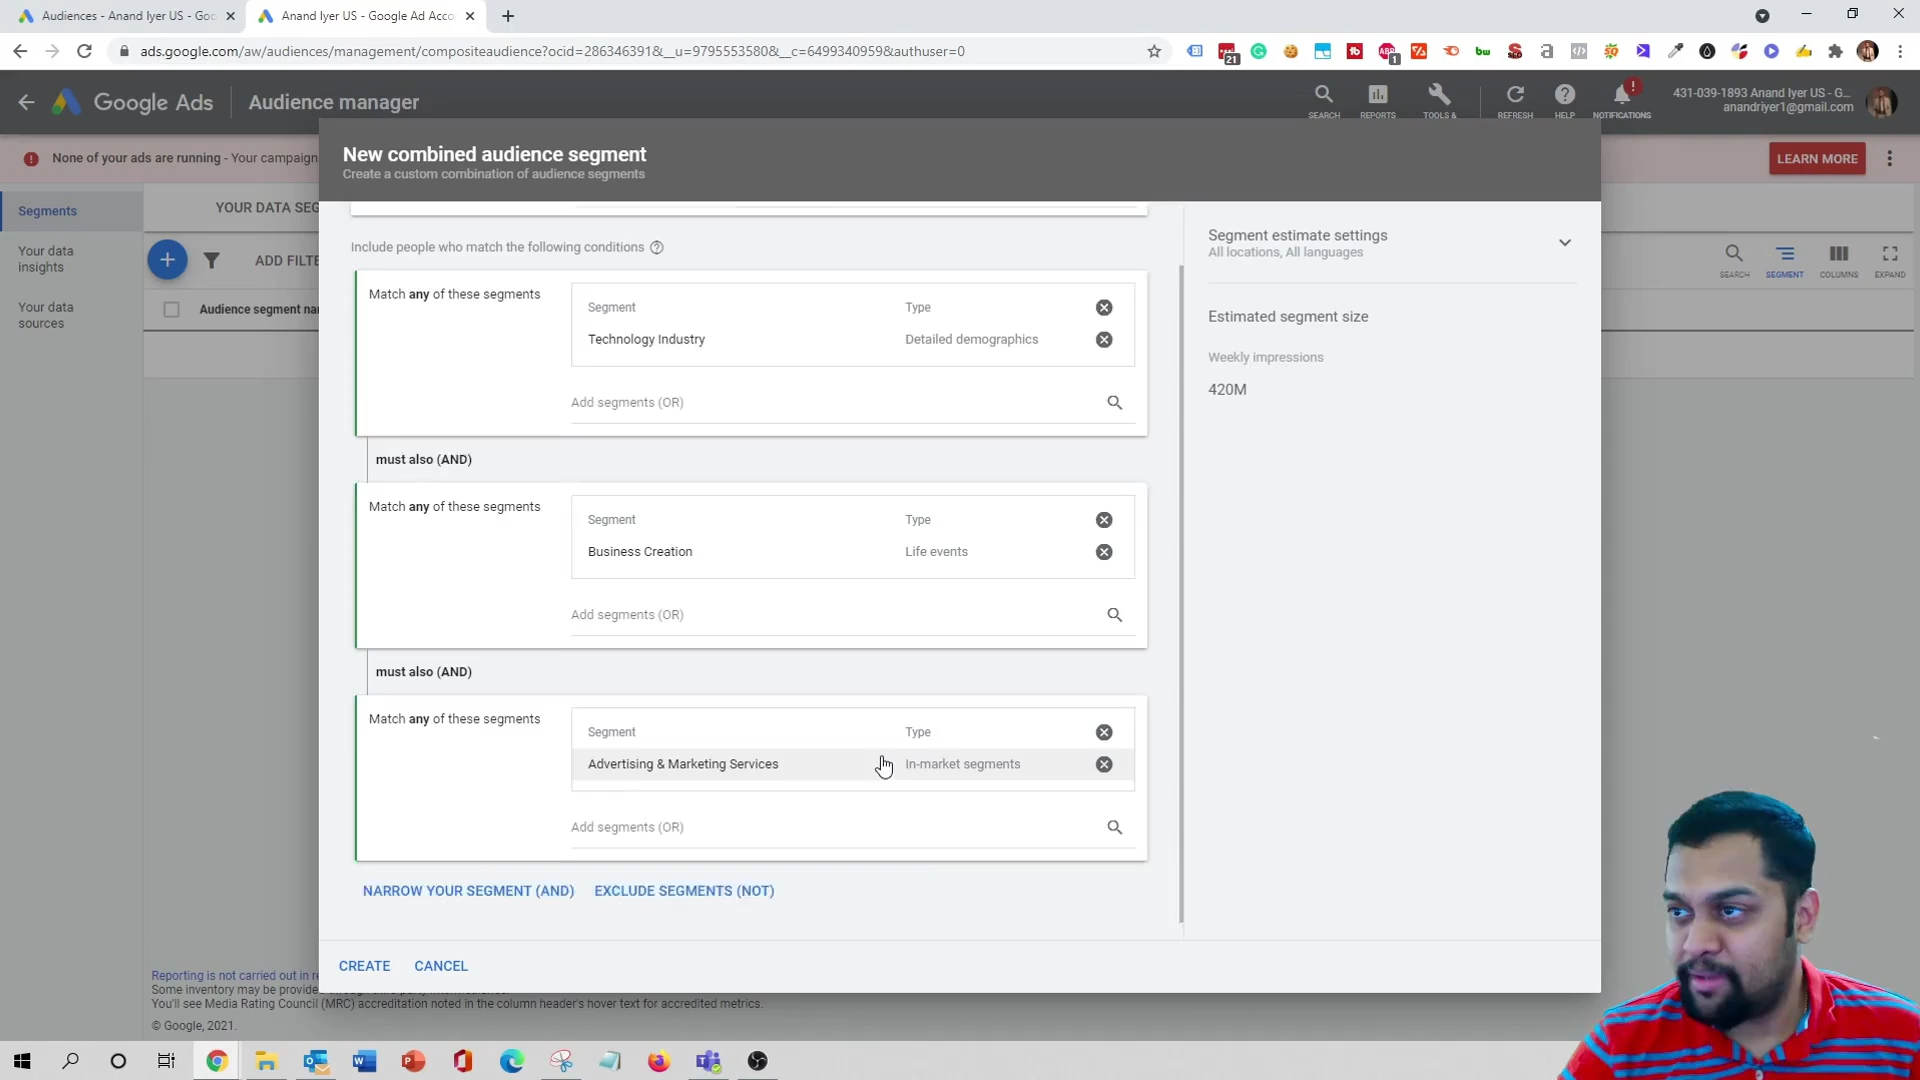 Audiences - Anand Iyer US - Goo
Anand Iyer US - Google Ad Acco
ads.google.com/aw/audiences/management/compositeaudience?ocid=286346391&__u=9795553580&__c=6499340959&authuser=0
21
1
Google Ads
Audience manager
SEARCH
REPORTS
TOOLS &
REFRESH
HELP
NOTIFICATIONS
431-039-1893 Anand Iyer US - G...
anandriyer1@gmail.com
None of your ads are running - Your campaign
LEARN MORE
New combined audience segment
Create a custom combination of audience segments
Segments
Your data
insights
Your data
sources
YOUR DATA SEG
ADD FILTE
Audience segment na
SEARCH
SEGMENT
COLUMNS
EXPAND
Include people who match the following conditions
Match any of these segments
Segment
Type
Technology Industry
Detailed demographics
Add segments (OR)
must also (AND)
Match any of these segments
Segment
Type
Business Creation
Life events
Add segments (OR)
must also (AND)
Match any of these segments
Segment
Type
Advertising & Marketing Services
In-market segments
Add segments (OR)
NARROW YOUR SEGMENT (AND)
EXCLUDE SEGMENTS (NOT)
CREATE
CANCEL
Segment estimate settings
All locations, All languages
Estimated segment size
Weekly impressions
420M
Reporting is not carried out in r
Some inventory may be provide
You'll see Media Rating Council (MRC) accreditation noted in the column header's hover text for accredited metrics.
© Google, 2021.